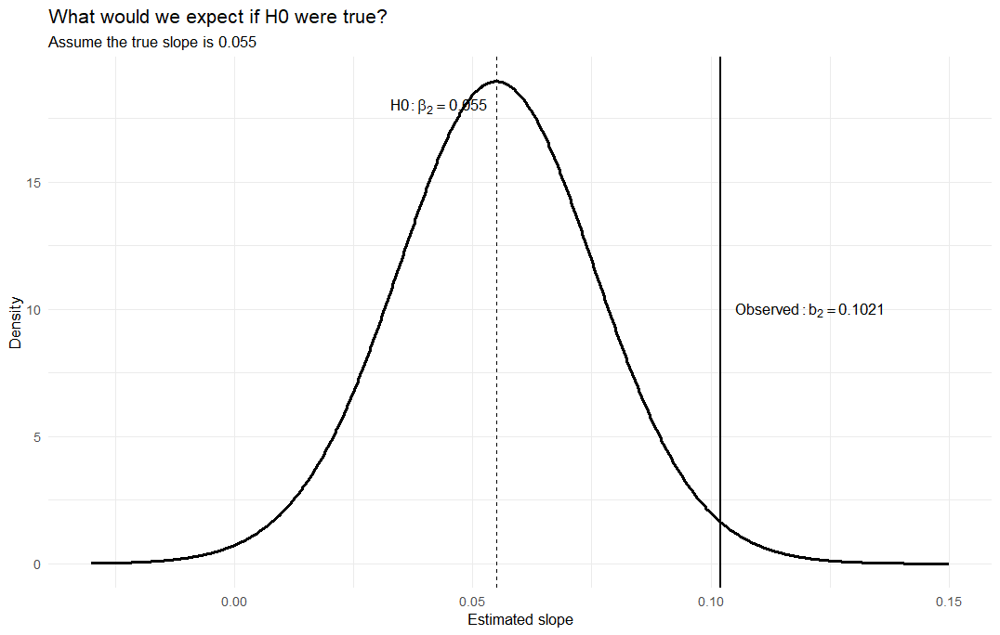 What would we expect if H0 were true?
Assume the true slope is 0.055
H0: β₂ = 0.055
Observed: b₂ = 0.1021
Density
15
10
5
0
0.00 0.05 0.10 0.15
Estimated slope